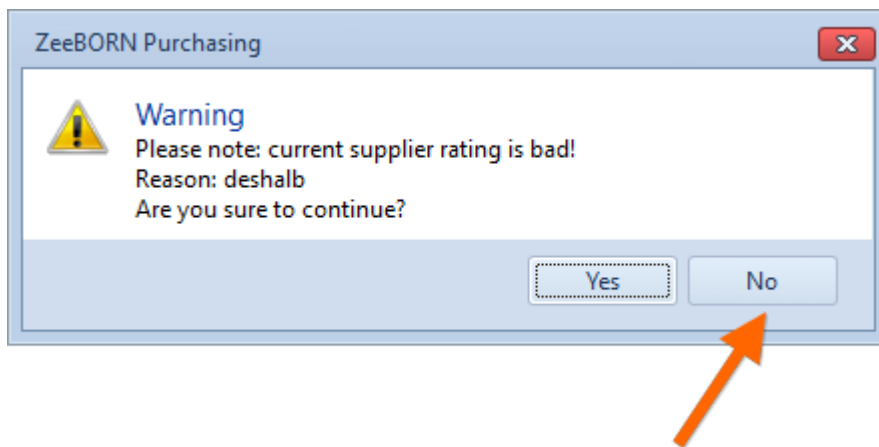 ZeeBORN Purchasing
Warning
Please note: current supplier rating is bad!
Reason: deshalb
Are you sure to continue?
Yes No